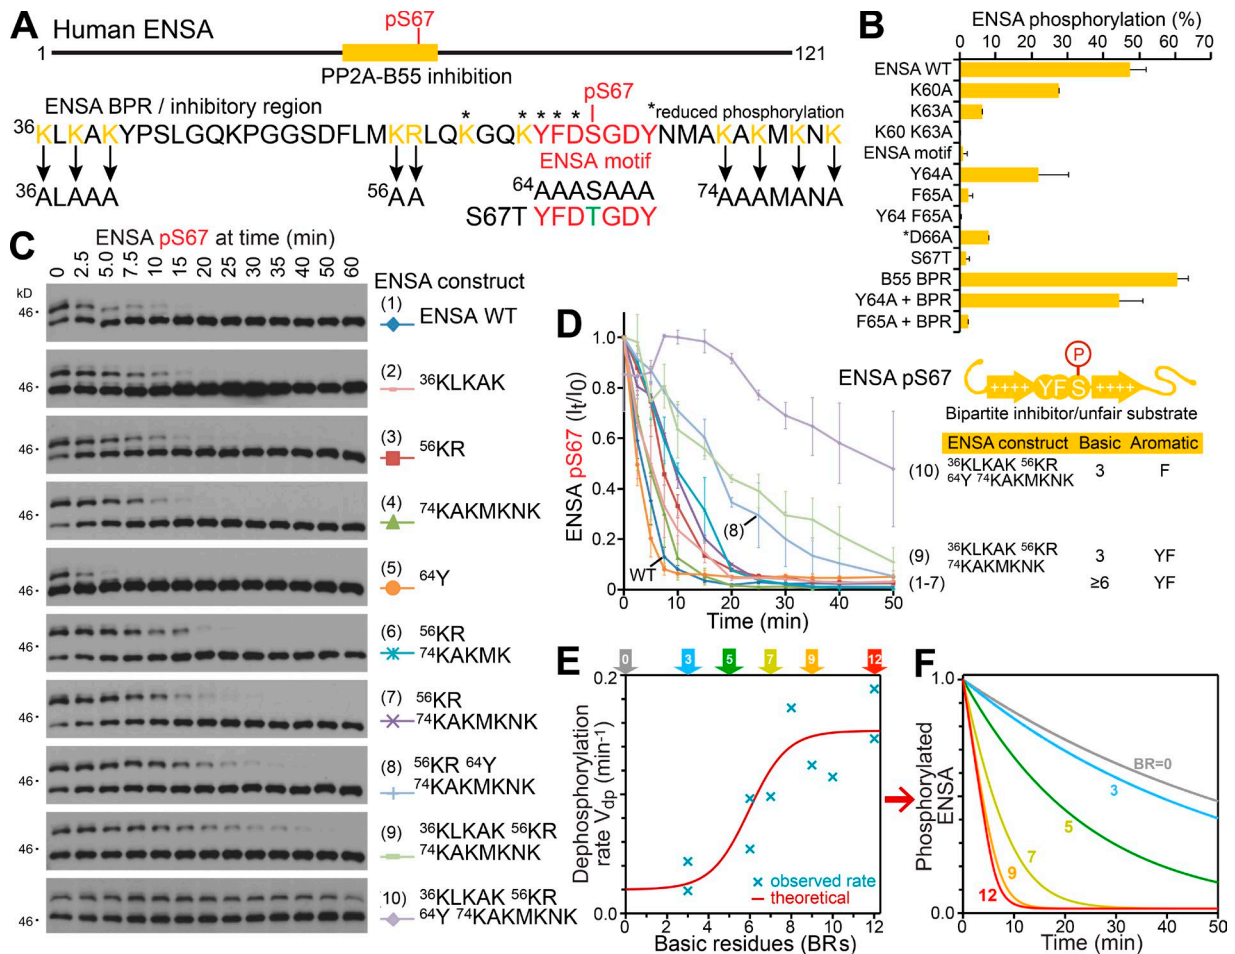 A
Human ENSA
pS67
1
121
PP2A-B55 inhibition
ENSA BPR / inhibitory region
pS67
* * * * *
*reduced phosphorylation
36KLKAKYPSLGQKPGGSDFLMKRLQKGQKYFDSGDYNMAKAKMKNK
ENSA motif
36ALAAA
56AA
64AAASAAA
74AAAMANA
S67T YFDTGDY
B
ENSA phosphorylation (%)
0 10 20 30 40 50 60 70
ENSA WT
K60A
K63A
K60 K63A
ENSA motif
Y64A
F65A
Y64 F65A
*D66A
S67T
B55 BPR
Y64A + BPR
F65A + BPR
C
ENSA pS67 at time (min)
0 2.5 5.0 7.5 10 15 20 25 30 35 40 50 60
ENSA construct
kD
46
(1)
ENSA WT
46
(2)
36KLKAK
46
(3)
56KR
46
(4)
74KAKMKNK
46
(5)
64Y
46
(6)
56KR
74KAKMK
46
(7)
56KR
74KAKMKNK
46
(8)
56KR 64Y
74KAKMKNK
46
(9)
36KLKAK 56KR
74KAKMKNK
46
10)
36KLKAK 56KR
64Y 74KAKMKNK
D
ENSA pS67 (It/I0)
1.0
0.8
0.6
0.4
0.2
0
(8)
WT
0 10 20 30 40 50
Time (min)
ENSA pS67
P
++++ YFS ++++
Bipartite inhibitor/unfair substrate
ENSA construct Basic Aromatic
(10) 36KLKAK 56KR 3 F
64Y 74KAKMKNK
(9) 36KLKAK 56KR 3 YF
74KAKMKNK
(1-7) ≥6 YF
E
0 3 5 7 9 12
Dephosphorylation
rate Vdp (min-1)
0.2
0.0
× observed rate
theoretical
0 2 4 6 8 10 12
Basic residues (BRs)
F
Phosphorylated
ENSA
1.0
0.0
BR=0
3
5
7
9
12
0 10 20 30 40 50
Time (min)